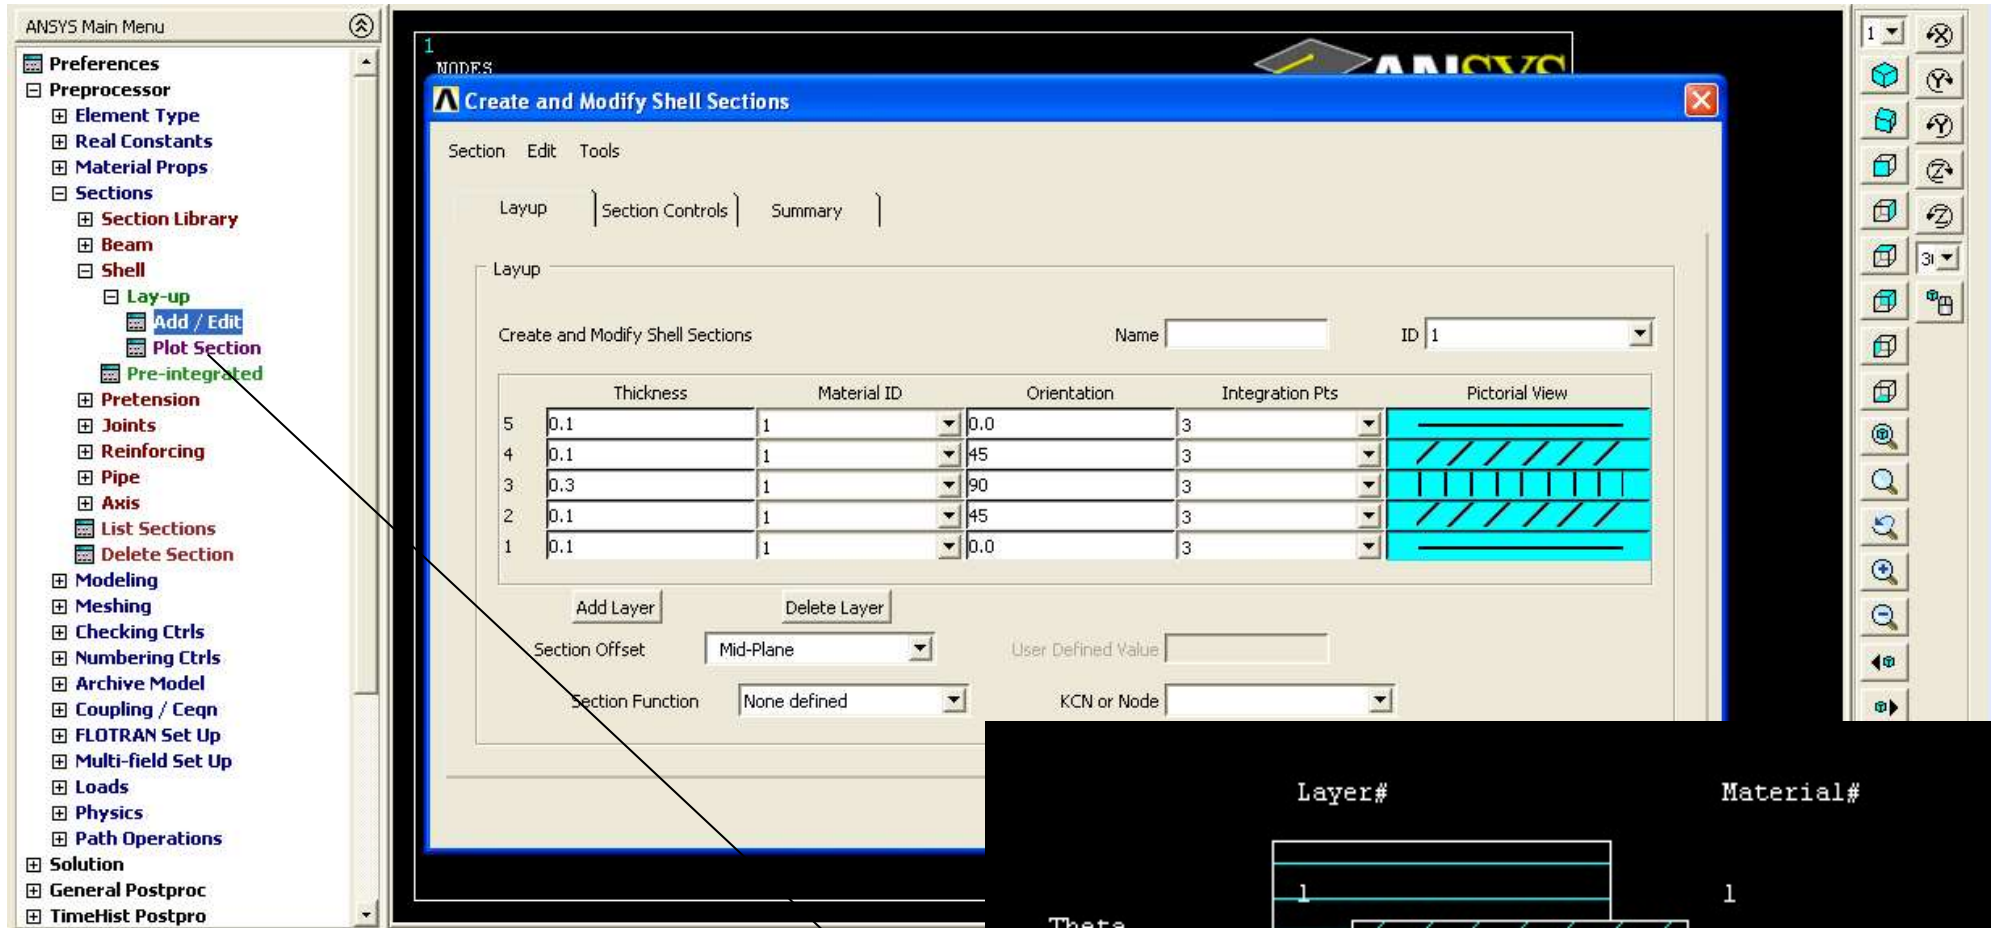 ANSYS Main Menu
Preferences
Preprocessor
Element Type
Real Constants
Material Props
Sections
Section Library
Beam
Shell
Lay-up
Add / Edit
Plot Section
Pre-integrated
Pretension
Joints
Reinforcing
Pipe
Axis
List Sections
Delete Section
Modeling
Meshing
Checking Ctrls
Numbering Ctrls
Archive Model
Coupling / Ceqn
FLOTRAN Set Up
Multi-field Set Up
Loads
Physics
Path Operations
Solution
General Postproc
TimeHist Postpro
1
NODES
ANSYS
Create and Modify Shell Sections
Section Edit Tools
Layup Section Controls Summary
Layup
Create and Modify Shell Sections Name ID 1
Thickness Material ID Orientation Integration Pts Pictorial View
5 0.1 1 0.0 3
4 0.1 1 45 3
3 0.3 1 90 3
2 0.1 1 45 3
1 0.1 1 0.0 3
Add Layer Delete Layer
Section Offset Mid-Plane User Defined Value
Section Function None defined KCN or Node
Layer# Material#
1 1
Theta
1
X
Y
Y
Z
Z